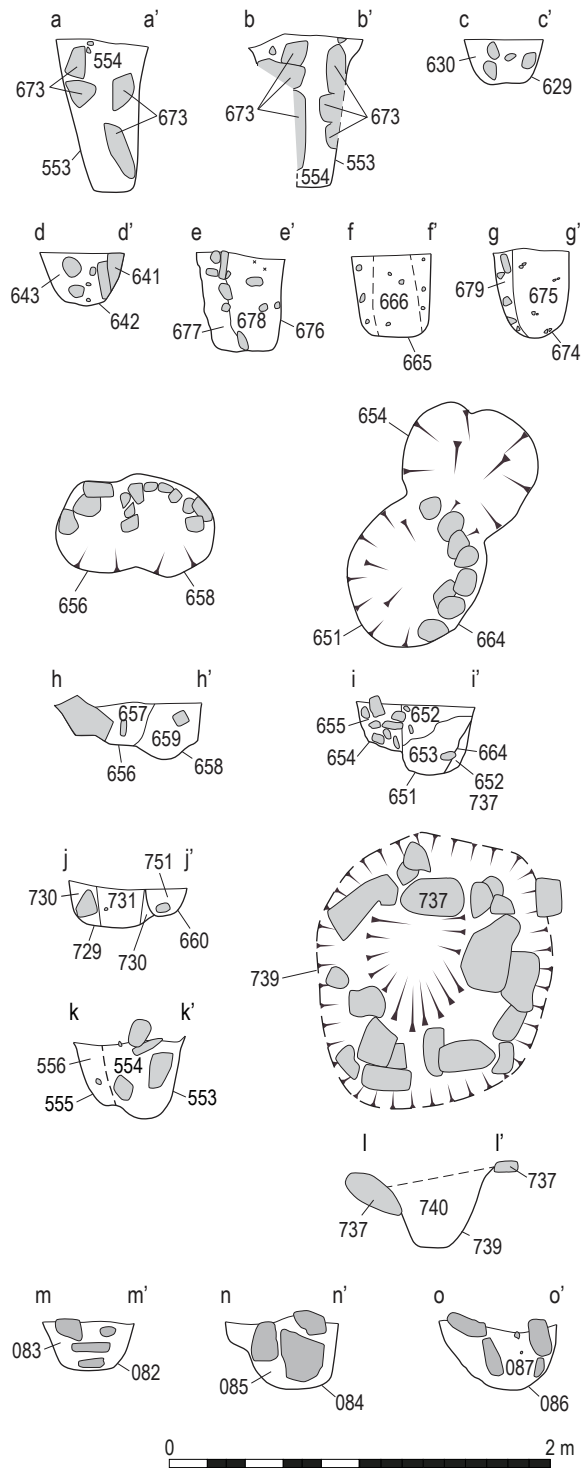 a a’ b b’ c c’
554 630 629
673 673 673 673
553 553
554
d d’ e e’ f f’ g g’
643 641 642
677 678 676
666 665
679 675 674
654
656 658
651 664
h h’ i i’
657 659 656 658
655 652 654 653 664 652 651 737
j j’
730 731 751 729 730 660
737
739
k k’
556 554 555 553
l l’
737 740 737 739
m m’ n n’ o o’
083 082
085 084
087 086
0 2 m